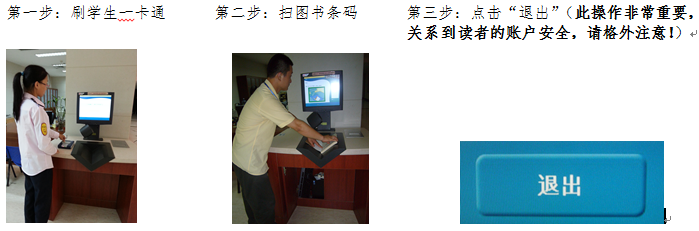 第一步：刷学生一卡通
第二步：扫图书条码
第三步：点击“退出”（此操作非常重要，
关系到读者的账户安全，请格外注意！）
退出